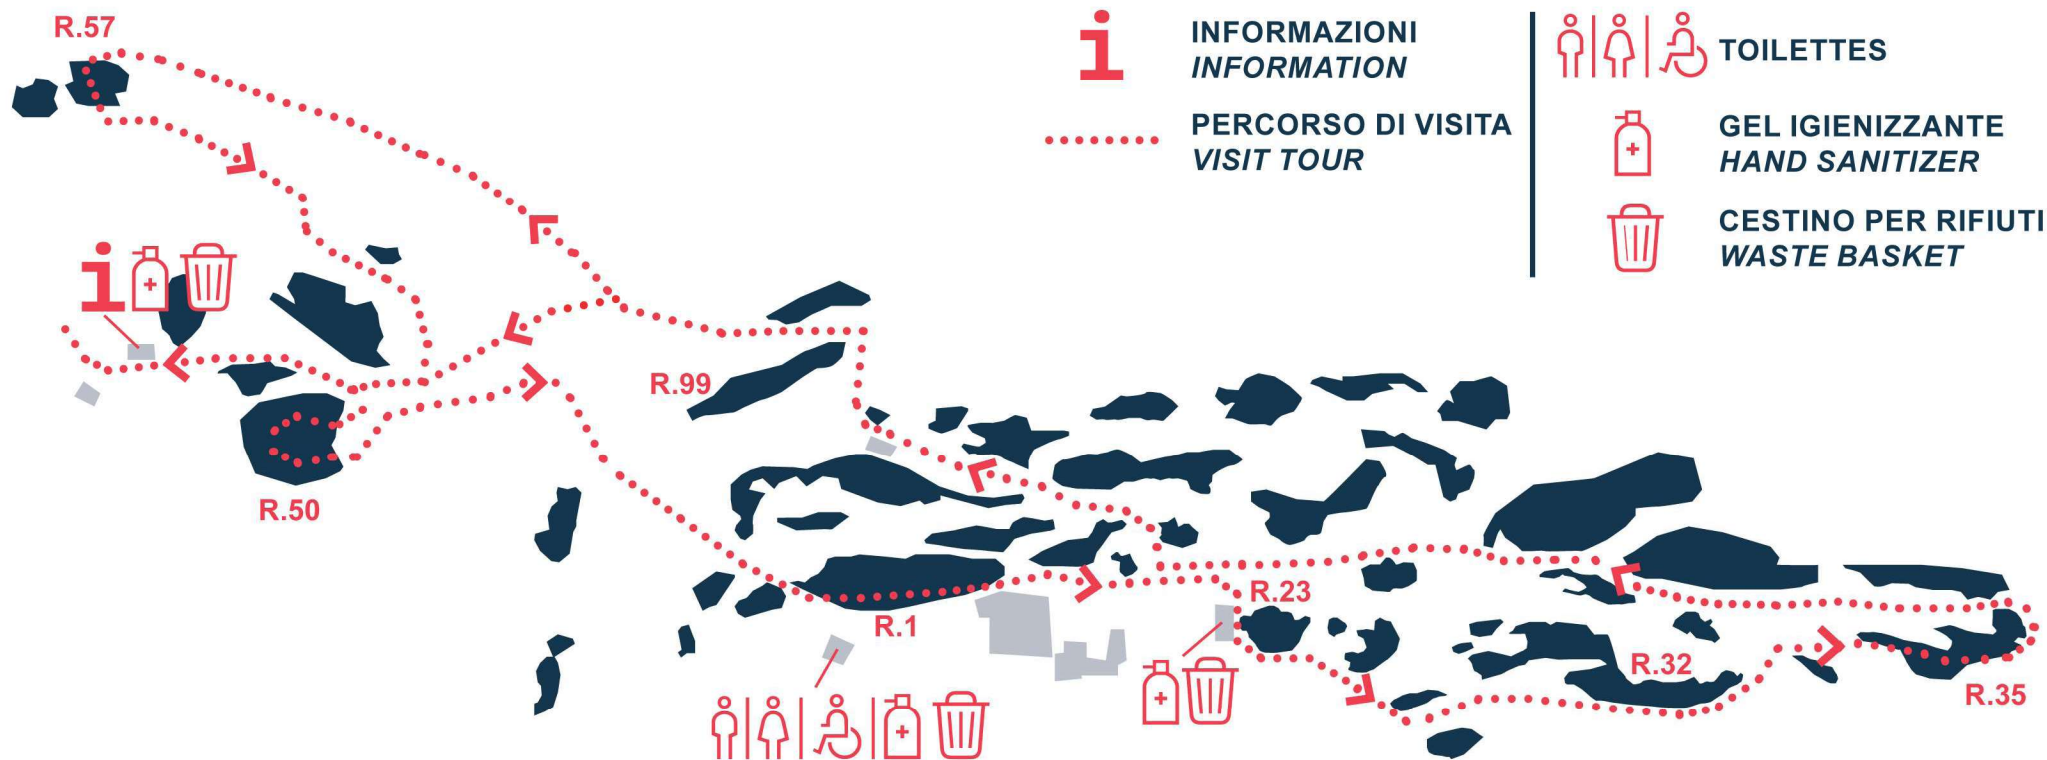 R.57
INFORMAZIONI
INFORMATION
PERCORSO DI VISITA
VISIT TOUR
TOILETTES
GEL IGIENIZZANTE
HAND SANITIZER
CESTINO PER RIFIUTI
WASTE BASKET
R.99
R.50
R.23
R.1
R.32
R.35